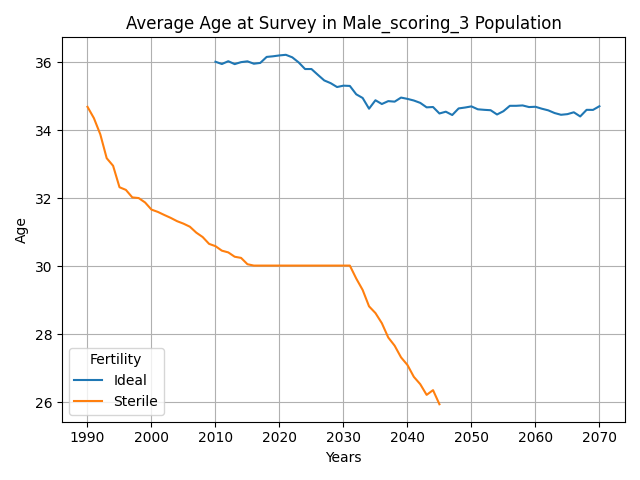 Average Age at Survey in Male_scoring_3 Population
Age
36
34
32
30
28
26
Fertility
Ideal
Sterile
1990 2000 2010 2020 2030 2040 2050 2060 2070
Years